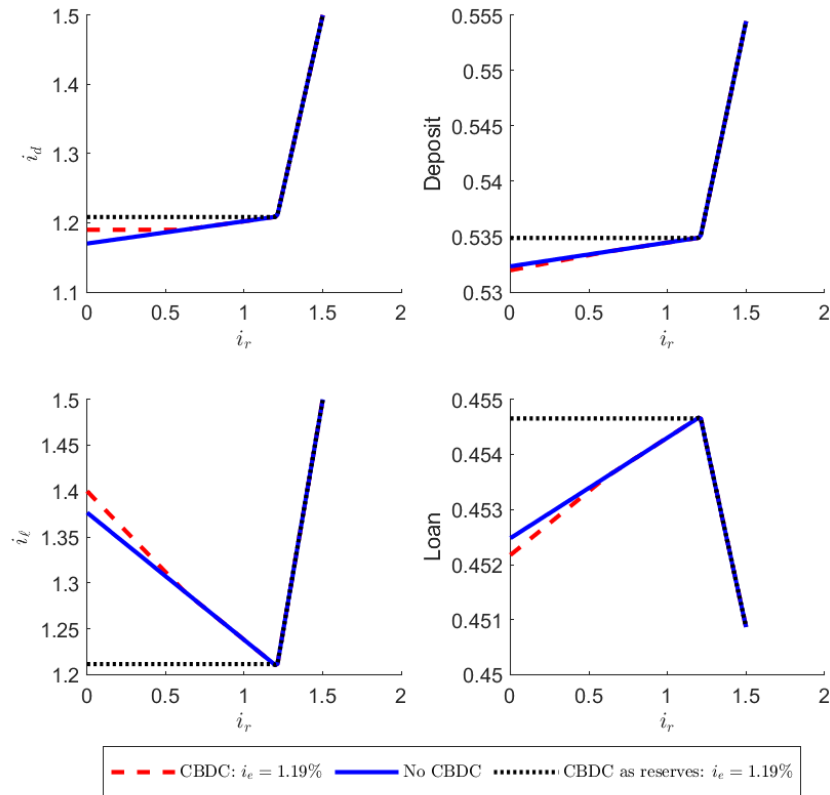 1.5
1.4
1.3
1.2
1.1
i_d
0 0.5 1 1.5 2
i_r
0.555
0.55
0.545
0.54
0.535
0.53
Deposit
0 0.5 1 1.5 2
i_r
1.5
1.45
1.4
1.35
1.3
1.25
1.2
i_ℓ
0 0.5 1 1.5 2
i_r
0.455
0.454
0.453
0.452
0.451
0.45
Loan
0 0.5 1 1.5 2
i_r
CBDC: i_e = 1.19% No CBDC CBDC as reserves: i_e = 1.19%